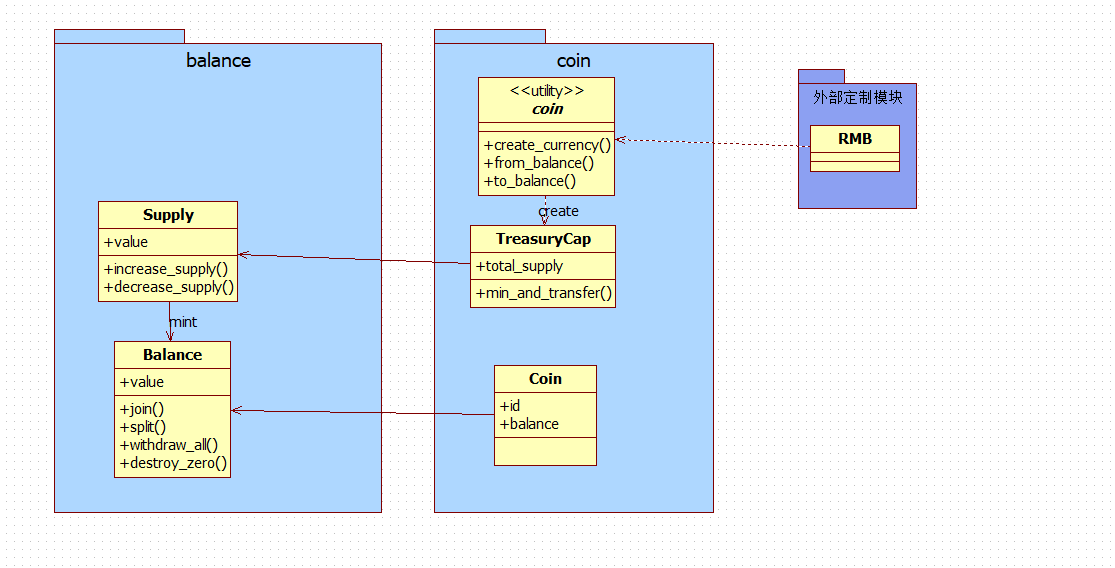 balance
Supply
+value
+increase_supply()
+decrease_supply()
mint
Balance
+value
+join()
+split()
+withdraw_all()
+destroy_zero()
coin
<<utility>>
coin
+create_currency()
+from_balance()
+to_balance()
create
TreasuryCap
+total_supply
+min_and_transfer()
Coin
+id
+balance
外部定制模块
RMB